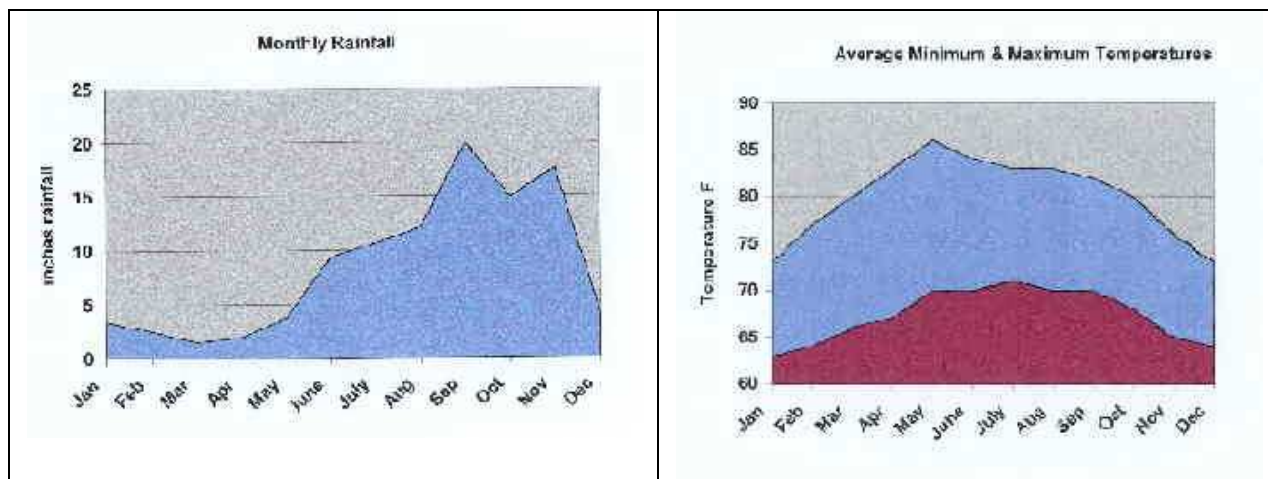 Monthly Rainfall
25
20
15
10
5
0
inches rainfall
Jan
Feb
Mar
Apr
May
June
July
Aug
Sep
Oct
Nov
Dec
Average Minimum & Maximum Temperatures
90
85
80
75
70
65
60
Temperature F
Jan
Feb
Mar
Apr
May
June
July
Aug
Sep
Oct
Nov
Dec